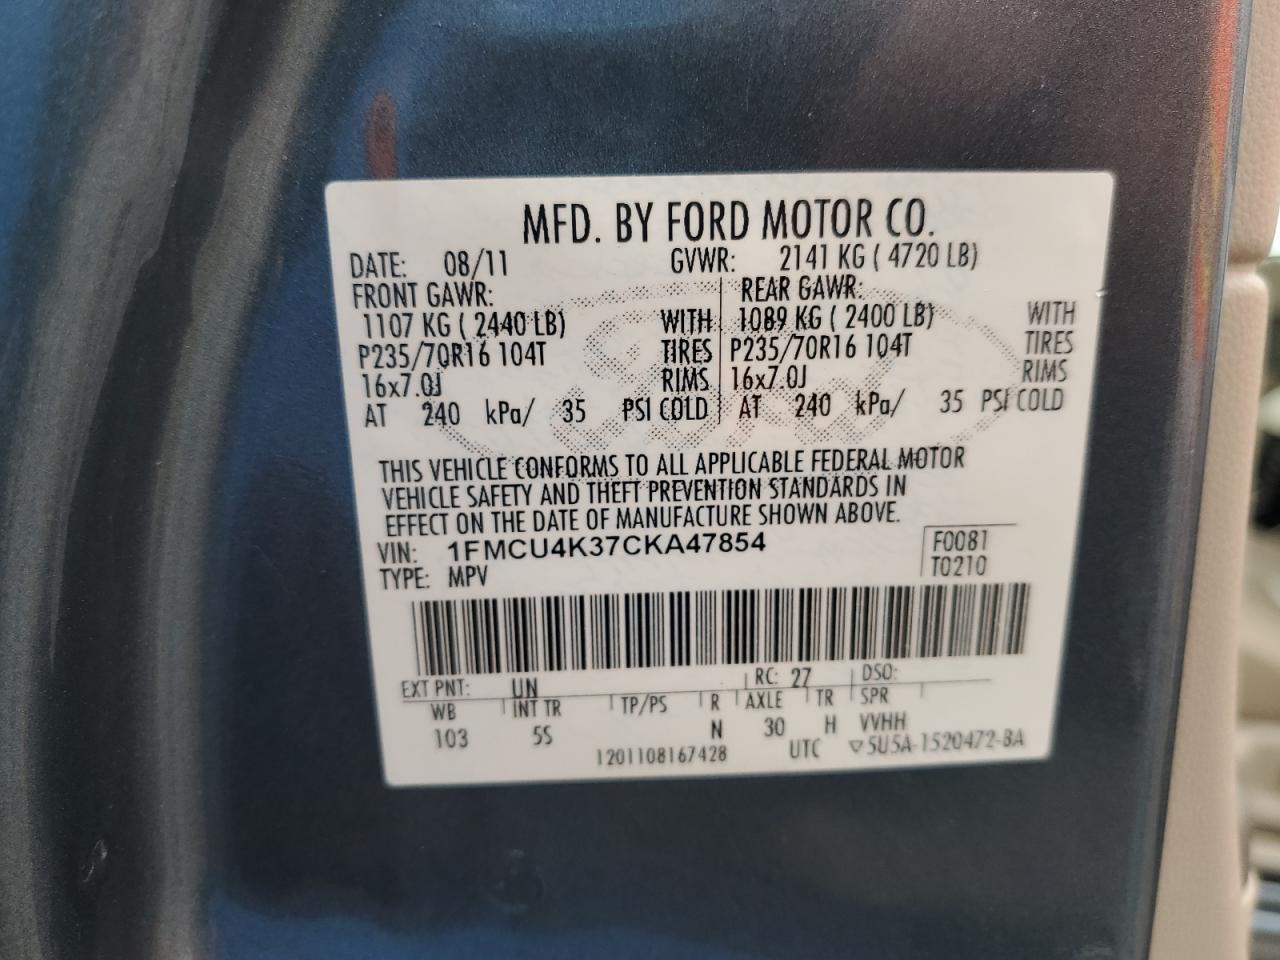 MFD. BY FORD MOTOR CO.
DATE: 08/11 GVWR: 2141 KG ( 4720 LB)
FRONT GAWR: REAR GAWR:
1107 KG ( 2440 LB) WITH 1089 KG ( 2400 LB) WITH
P235/70R16 104T TIRES P235/70R16 104T TIRES
16x7.0J RIMS 16x7.0J RIMS
AT 240 kPa/ 35 PSI COLD AT 240 kPa/ 35 PSI COLD
THIS VEHICLE CONFORMS TO ALL APPLICABLE FEDERAL MOTOR
VEHICLE SAFETY AND THEFT PREVENTION STANDARDS IN
EFFECT ON THE DATE OF MANUFACTURE SHOWN ABOVE.
VIN: 1FMCU4K37CKA47854 F0081
TYPE: MPV T0210
EXT PNT: UN RC: 27 DSO:
WB INT TR TP/PS R AXLE TR SPR
103 5S N 30 H VVHH
1201108167428 UTC ▽5U5A-1520472-BA